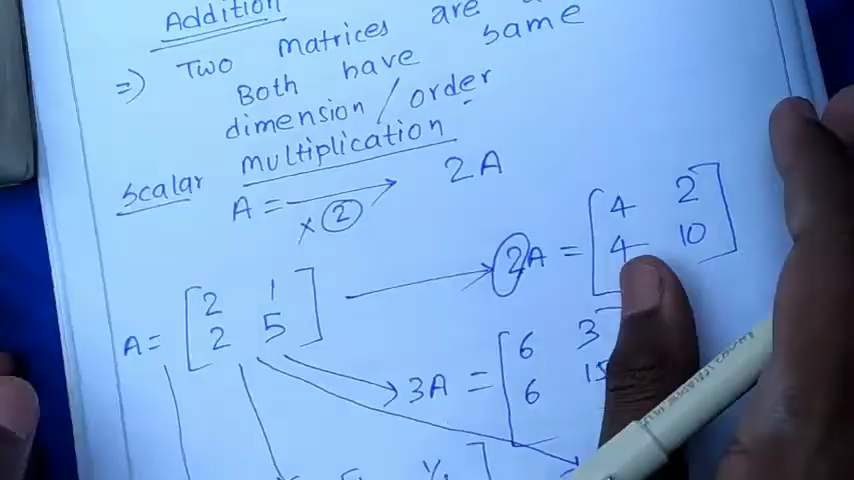 Addition
=) Two matrices are
Both have same
dimension / order
Scalar multiplication
A = → 2A
× 2
2A = [ 4 2
4 10 ]
A = [ 2 1
2 5 ]
3A = [ 6 3
6 15